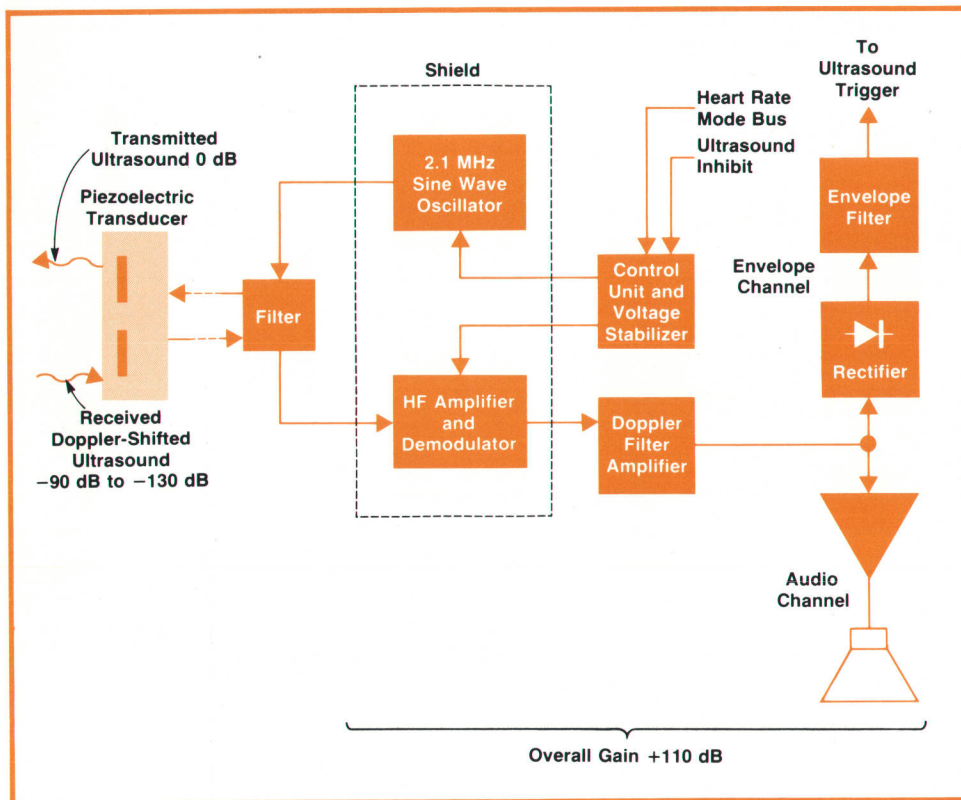 To
Ultrasound
Trigger
Shield
Heart Rate
Mode Bus
Ultrasound
Inhibit
Transmitted
Ultrasound 0 dB
Piezoelectric
Transducer
2.1 MHz
Sine Wave
Oscillator
Envelope
Filter
Envelope
Channel
Control
Unit and
Voltage
Stabilizer
Filter
Rectifier
HF Amplifier
and
Demodulator
Doppler
Filter
Amplifier
Received
Doppler-Shifted
Ultrasound
−90 dB to −130 dB
Audio
Channel
Overall Gain +110 dB